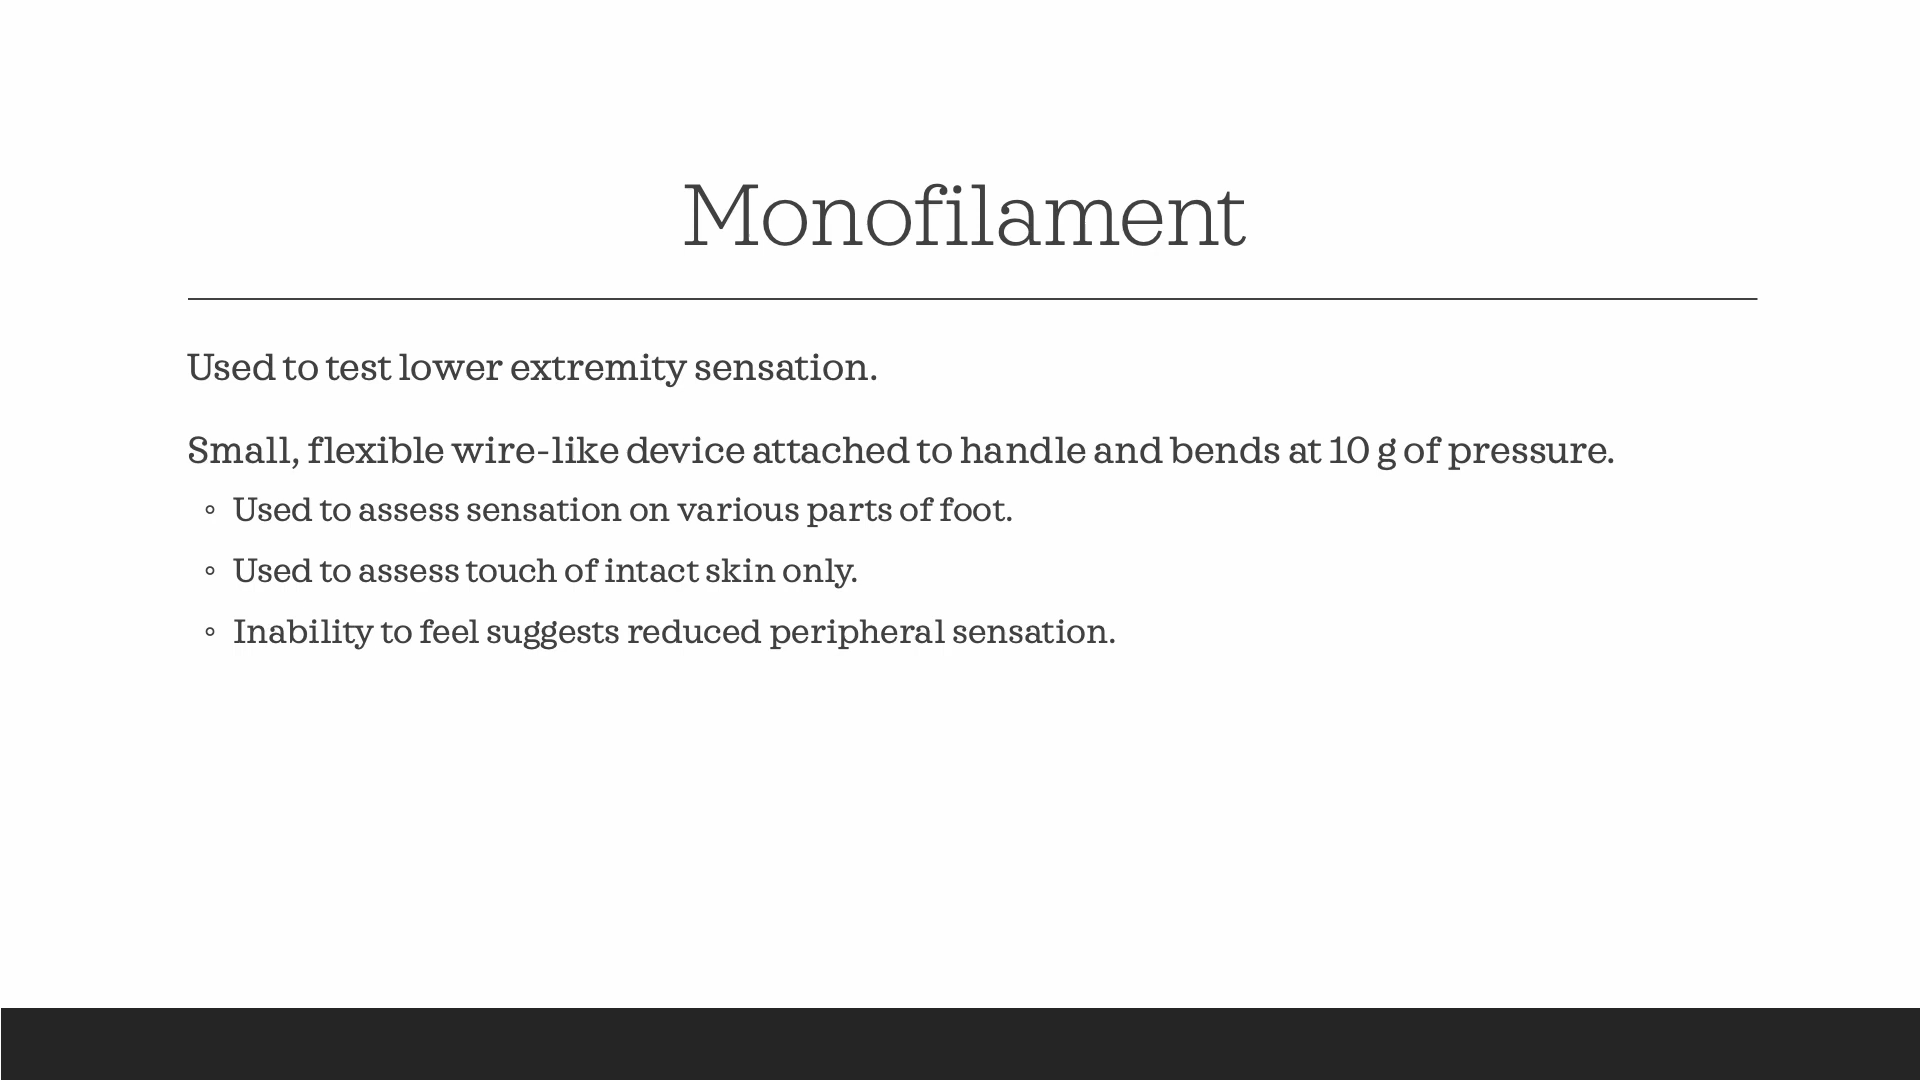 Monofilament
Used to test lower extremity sensation.
Small, flexible wire-like device attached to handle and bends at 10 g of pressure.
◦ Used to assess sensation on various parts of foot.
◦ Used to assess touch of intact skin only.
◦ Inability to feel suggests reduced peripheral sensation.